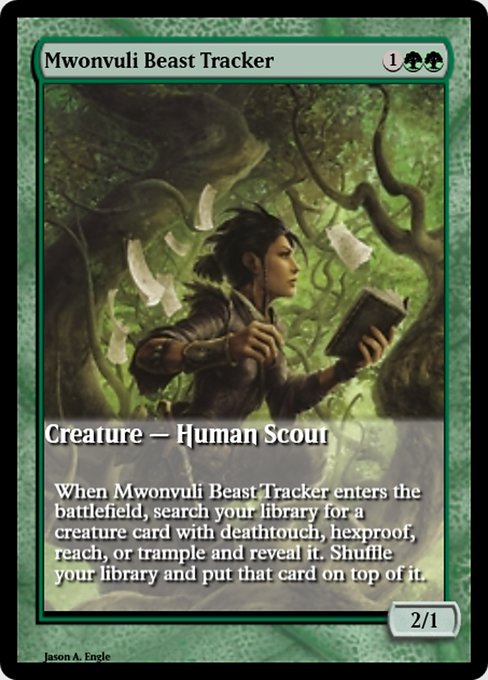 Mwonvuli Beast Tracker 1
Creature — Human Scout
When Mwonvuli Beast Tracker enters the
battlefield, search your library for a
creature card with deathtouch, hexproof,
reach, or trample and reveal it. Shuffle
your library and put that card on top of it.
2/1
Jason A. Engle